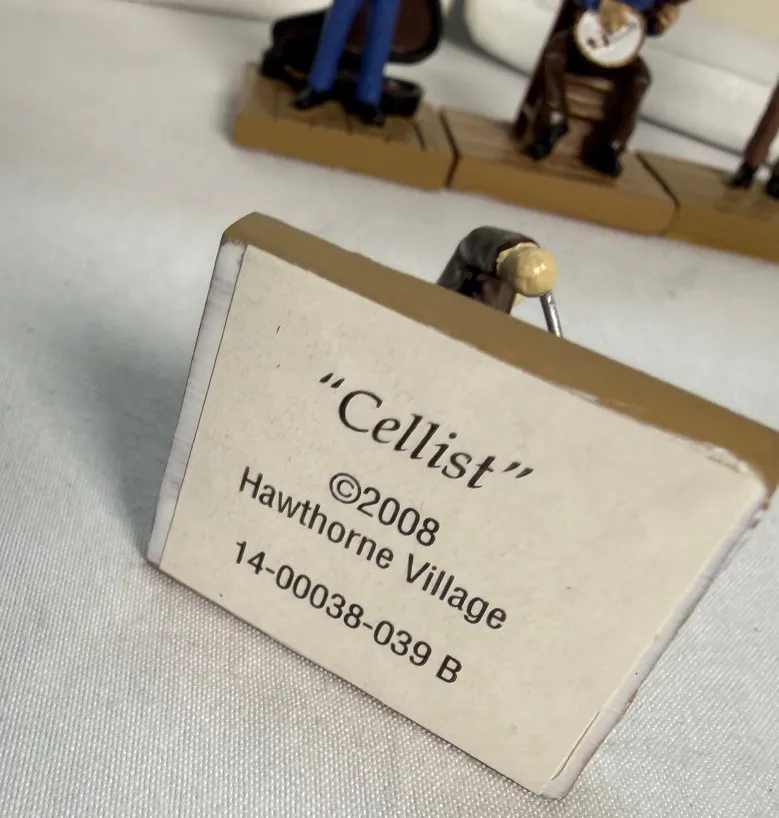 “Cellist”
©2008
Hawthorne Village
14-00038-039 B